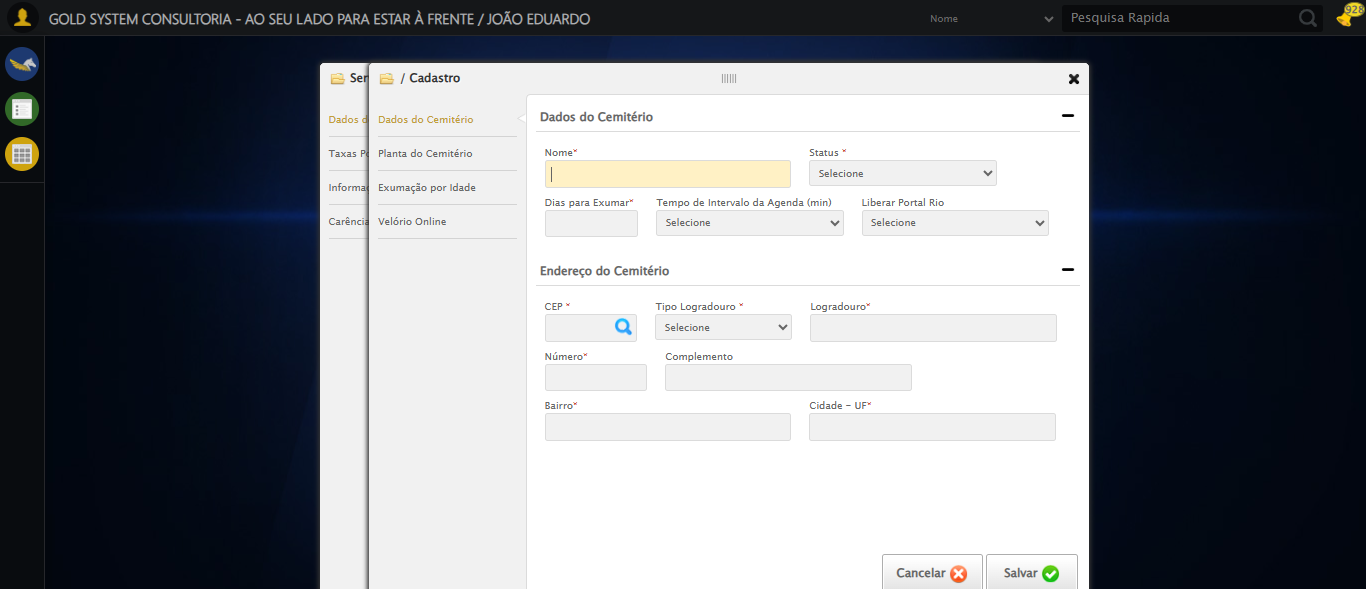 GOLD SYSTEM CONSULTORIA - AO SEU LADO PARA ESTAR À FRENTE / JOÃO EDUARDO
Nome
Pesquisa Rapida
928
Ser
/ Cadastro
Dados d
Taxas Pe
Informac
Carência
Dados do Cemitério
Planta do Cemitério
Exumação por Idade
Velório Online
Dados do Cemitério
Nome*
Status *
Selecione
Dias para Exumar*
Tempo de Intervalo da Agenda (min)
Liberar Portal Rio
Selecione
Selecione
Endereço do Cemitério
CEP *
Tipo Logradouro *
Logradouro*
Selecione
Número*
Complemento
Bairro*
Cidade - UF*
Cancelar
Salvar